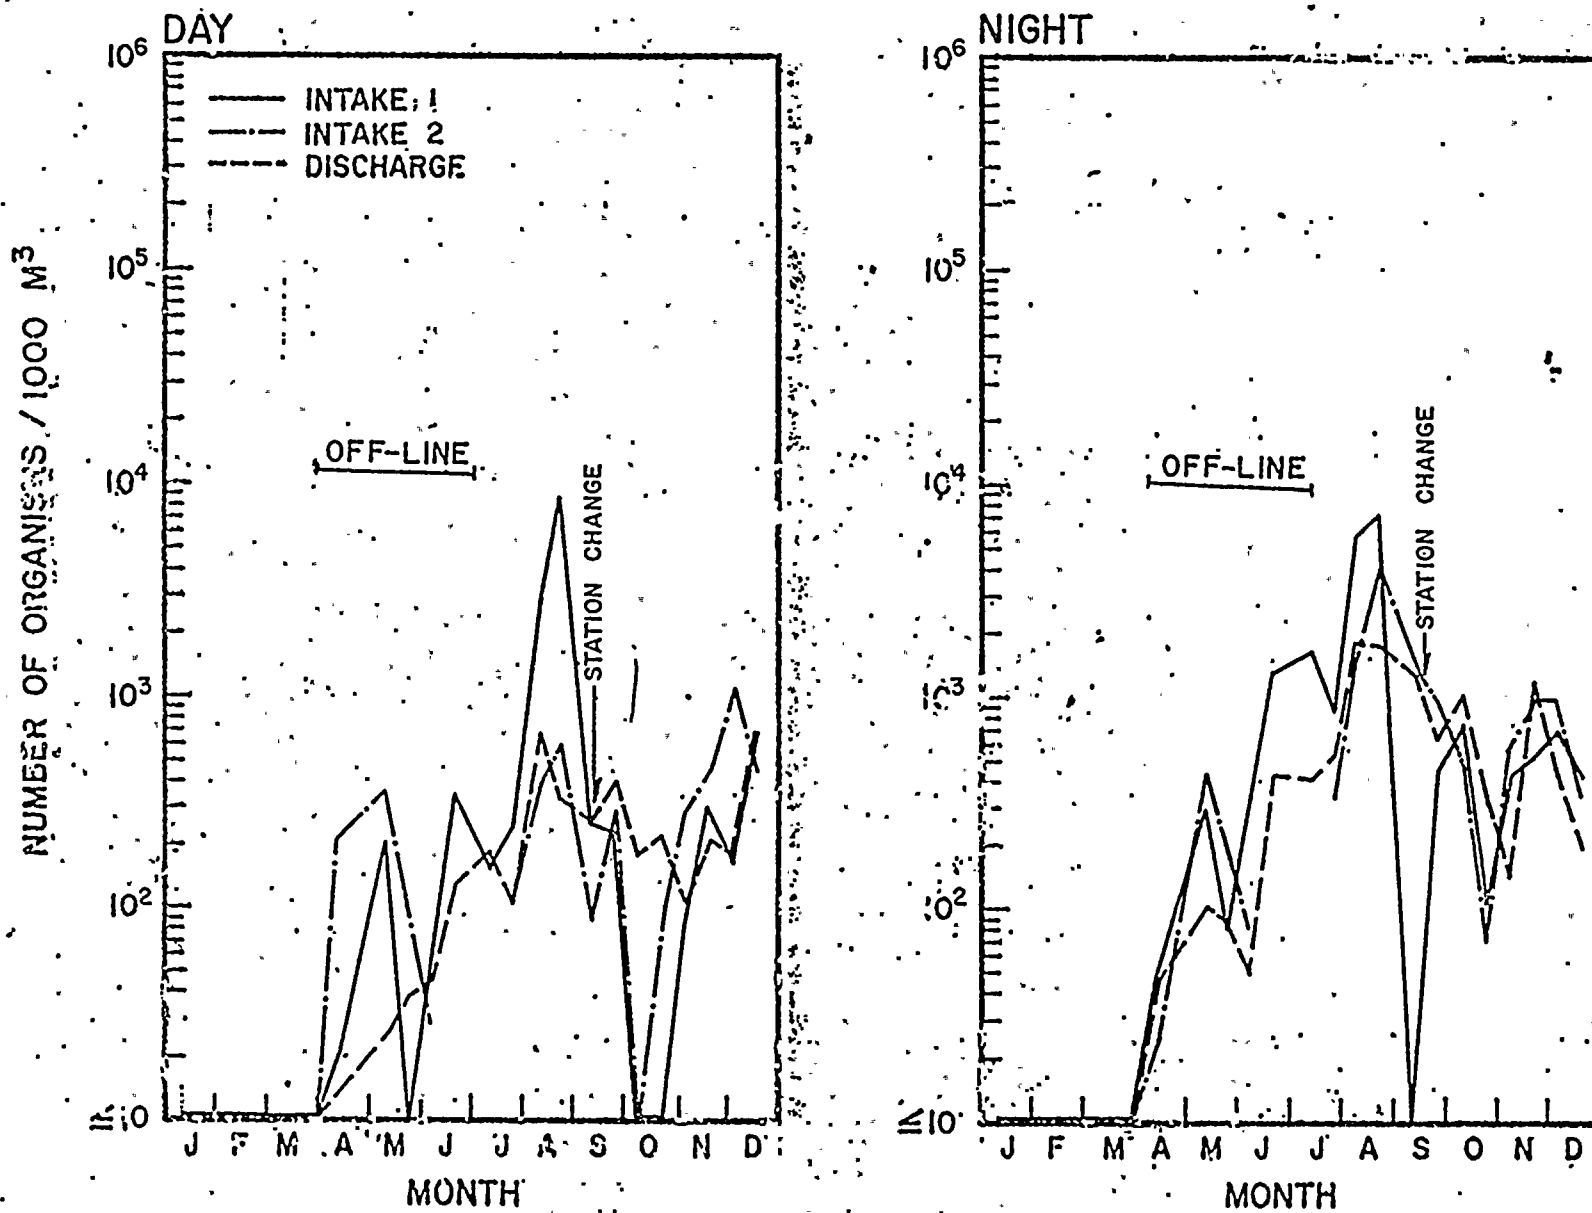 DAY
NIGHT
10⁶
10⁵
10⁴
10³
10²
≤10
INTAKE 1
INTAKE 2
DISCHARGE
OFF-LINE
STATION CHANGE
NUMBER OF ORGANISMS / 1000 M³
J F M A M J J A S O N D
MONTH
10⁶
10⁵
10⁴
10³
10²
≤10
OFF-LINE
STATION CHANGE
J F M A M J J A S O N D
MONTH